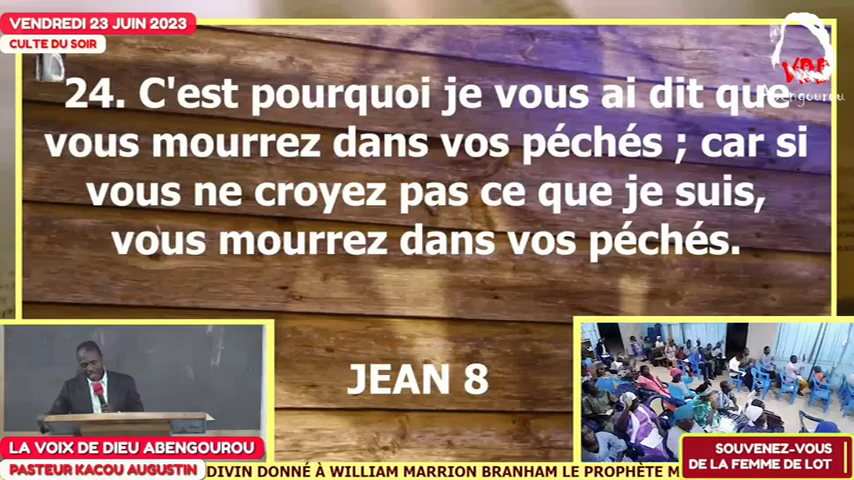 VENDREDI 23 JUIN 2023
CULTE DU SOIR
VDD
Abengourou
24. C'est pourquoi je vous ai dit que
vous mourrez dans vos péchés ; car si
vous ne croyez pas ce que je suis,
vous mourrez dans vos péchés.
JEAN 8
LA VOIX DE DIEU ABENGOUROU
PASTEUR KACOU AUGUSTIN
DIVIN DONNÉ À WILLIAM MARRION BRANHAM LE PROPHÈTE M
SOUVENEZ-VOUS
DE LA FEMME DE LOT